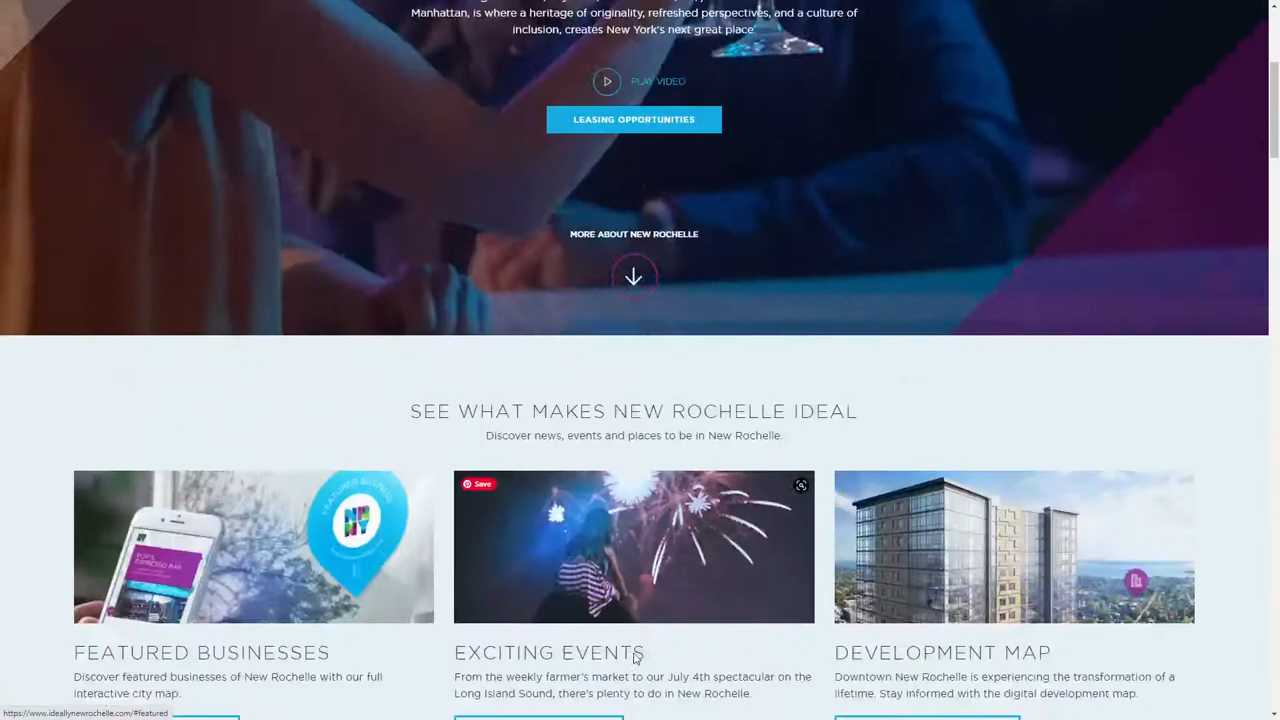 Manhattan, is where a heritage of originality, refreshed perspectives, and a culture of
inclusion, creates New York's next great place'
PLAY VIDEO
LEASING OPPORTUNITIES
MORE ABOUT NEW ROCHELLE
SEE WHAT MAKES NEW ROCHELLE IDEAL
Discover news, events and places to be in New Rochelle.
FEATURED BUSINESS
NR
NY
Save
FEATURED BUSINESSES
Discover featured businesses of New Rochelle with our full
interactive city map.
EXCITING EVENTS
From the weekly farmer's market to our July 4th spectacular on the
Long Island Sound, there's plenty to do in New Rochelle.
DEVELOPMENT MAP
Downtown New Rochelle is experiencing the transformation of a
lifetime. Stay informed with the digital development map.
https://www.ideallynewrochelle.com/#featured